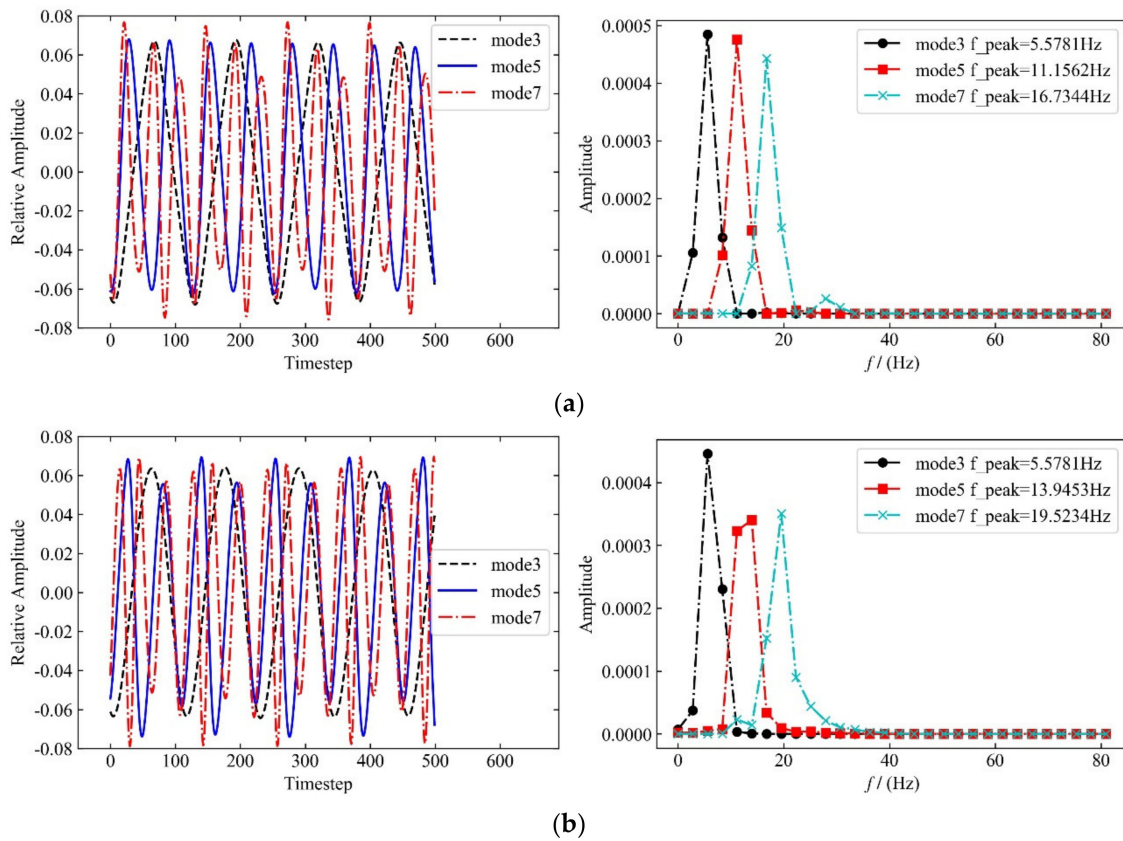 0.08
0.06
0.04
0.02
0.00
-0.02
-0.04
-0.06
-0.08
Relative Amplitude
mode3
mode5
mode7
0 100 200 300 400 500 600
Timestep
0.0005
0.0004
0.0003
0.0002
0.0001
0.0000
Amplitude
mode3 f_peak=5.5781Hz
mode5 f_peak=11.1562Hz
mode7 f_peak=16.7344Hz
0 20 40 60 80
f / (Hz)
(a)
0.08
0.06
0.04
0.02
0.00
-0.02
-0.04
-0.06
-0.08
Relative Amplitude
mode3
mode5
mode7
0 100 200 300 400 500 600
Timestep
0.0004
0.0003
0.0002
0.0001
0.0000
Amplitude
mode3 f_peak=5.5781Hz
mode5 f_peak=13.9453Hz
mode7 f_peak=19.5234Hz
0 20 40 60 80
f / (Hz)
(b)